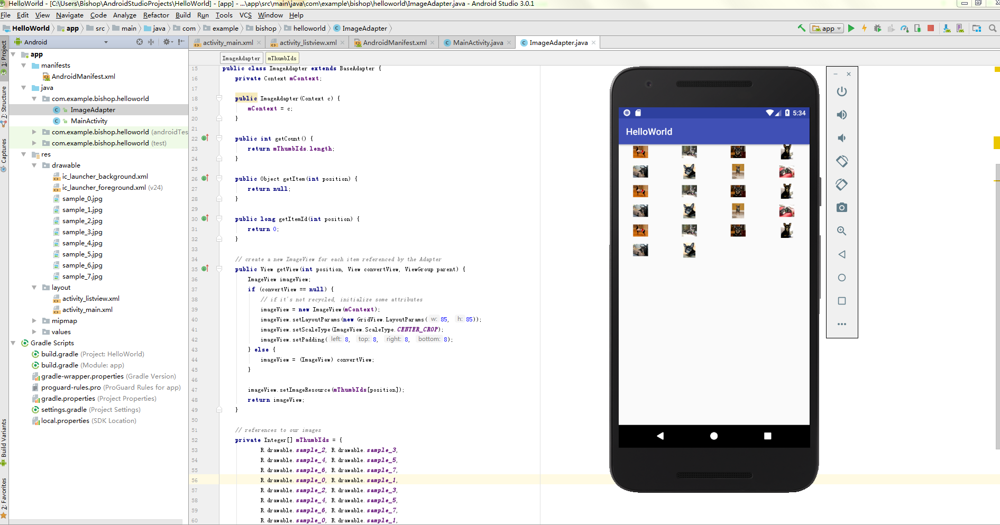 HelloWorld - [C:\Users\Bishop\AndroidStudioProjects\HelloWorld] - [app] - ...\app\src\main\java\com\example\bishop\helloworld\ImageAdapter.java - Android Studio 3.0.1
File Edit View Navigate Code Analyze Refactor Build Run Tools VCS Window Help
HelloWorld app src main java com example bishop helloworld ImageAdapter
app
Android
activity_main.xml activity_listview.xml AndroidManifest.xml MainActivity.java ImageAdapter.java
ImageAdapter mThumbIds
1: Project
7: Structure
Captures
Build Variants
2: Favorites
app
manifests
AndroidManifest.xml
java
com.example.bishop.helloworld
ImageAdapter
MainActivity
com.example.bishop.helloworld (androidTes
com.example.bishop.helloworld (test)
res
drawable
ic_launcher_background.xml
ic_launcher_foreground.xml (v24)
sample_0.jpg
sample_1.jpg
sample_2.jpg
sample_3.jpg
sample_4.jpg
sample_5.jpg
sample_6.jpg
sample_7.jpg
layout
activity_listview.xml
activity_main.xml
mipmap
values
Gradle Scripts
build.gradle (Project: HelloWorld)
build.gradle (Module: app)
gradle-wrapper.properties (Gradle Version)
proguard-rules.pro (ProGuard Rules for app)
gradle.properties (Project Properties)
settings.gradle (Project Settings)
local.properties (SDK Location)
15 public class ImageAdapter extends BaseAdapter {
16 private Context mContext;
17
18 public ImageAdapter(Context c) {
19 mContext = c;
20 }
21
22 public int getCount() {
23 return mThumbIds.length;
24 }
25
26 public Object getItem(int position) {
27 return null;
28 }
29
30 public long getItemId(int position) {
31 return 0;
32 }
33
34 // create a new ImageView for each item referenced by the Adapter
35 public View getView(int position, View convertView, ViewGroup parent) {
36 ImageView imageView;
37 if (convertView == null) {
38 // if it's not recycled, initialize some attributes
39 imageView = new ImageView(mContext);
40 imageView.setLayoutParams(new GridView.LayoutParams( w: 85, h: 85));
41 imageView.setScaleType(ImageView.ScaleType.CENTER_CROP);
42 imageView.setPadding( left: 8, top: 8, right: 8, bottom: 8);
43 } else {
44 imageView = (ImageView) convertView;
45 }
46
47 imageView.setImageResource(mThumbIds[position]);
48 return imageView;
49 }
50
51 // references to our images
52 private Integer[] mThumbIds = {
53 R.drawable.sample_2, R.drawable.sample_3,
54 R.drawable.sample_4, R.drawable.sample_5,
55 R.drawable.sample_6, R.drawable.sample_7,
56 R.drawable.sample_0, R.drawable.sample_1,
57 R.drawable.sample_2, R.drawable.sample_3,
58 R.drawable.sample_4, R.drawable.sample_5,
59 R.drawable.sample_6, R.drawable.sample_7,
60 R.drawable.sample_0, R.drawable.sample_1,
5:34
HelloWorld